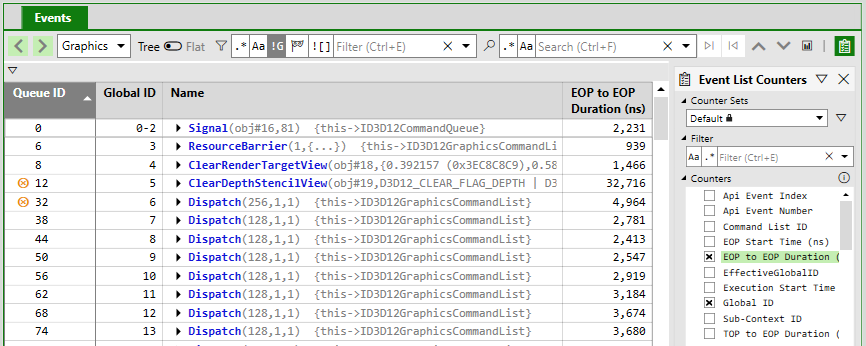 Events
Graphics Tree Flat .* Aa !G ![] Filter (Ctrl+E) .* Aa Search (Ctrl+F)
Queue ID Global ID Name EOP to EOP Duration (ns)
0 0-2 Signal(obj#16,81) {this->ID3D12CommandQueue} 2,231
6 3 ResourceBarrier(1,{...}) {this->ID3D12GraphicsCommandLi 939
8 4 ClearRenderTargetView(obj#18,{0.392157 (0x3EC8C8C9),0.58 1,466
12 5 ClearDepthStencilView(obj#19,D3D12_CLEAR_FLAG_DEPTH | D3 32,716
32 6 Dispatch(256,1,1) {this->ID3D12GraphicsCommandList} 4,964
38 7 Dispatch(128,1,1) {this->ID3D12GraphicsCommandList} 2,781
44 8 Dispatch(128,1,1) {this->ID3D12GraphicsCommandList} 2,413
50 9 Dispatch(128,1,1) {this->ID3D12GraphicsCommandList} 2,547
56 10 Dispatch(128,1,1) {this->ID3D12GraphicsCommandList} 2,919
62 11 Dispatch(128,1,1) {this->ID3D12GraphicsCommandList} 3,184
68 12 Dispatch(128,1,1) {this->ID3D12GraphicsCommandList} 3,674
74 13 Dispatch(128,1,1) {this->ID3D12GraphicsCommandList} 3,680
Event List Counters
Counter Sets
Default
Filter
Aa .* Filter (Ctrl+E)
Counters
Api Event Index
Api Event Number
Command List ID
EOP Start Time (ns)
EOP to EOP Duration (
EffectiveGlobalID
Execution Start Time
Global ID
Sub-Context ID
TOP to EOP Duration (